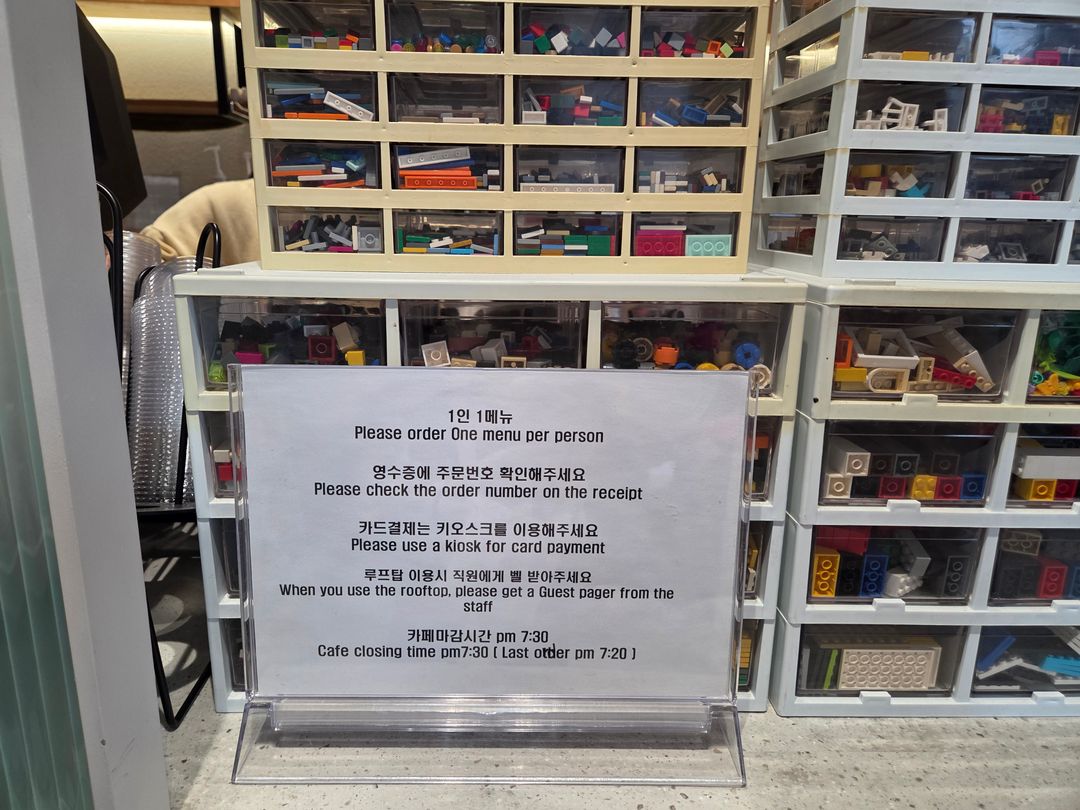 1인 1메뉴
Please order One menu per person
영수증에 주문번호 확인해주세요
Please check the order number on the receipt
카드결제는 키오스크를 이용해주세요
Please use a kiosk for card payment
루프탑 이용시 직원에게 벨 받아주세요
When you use the rooftop, please get a Guest pager from the
staff
카페마감시간 pm 7:30
Cafe closing time pm7:30 ( Last order pm 7:20 )